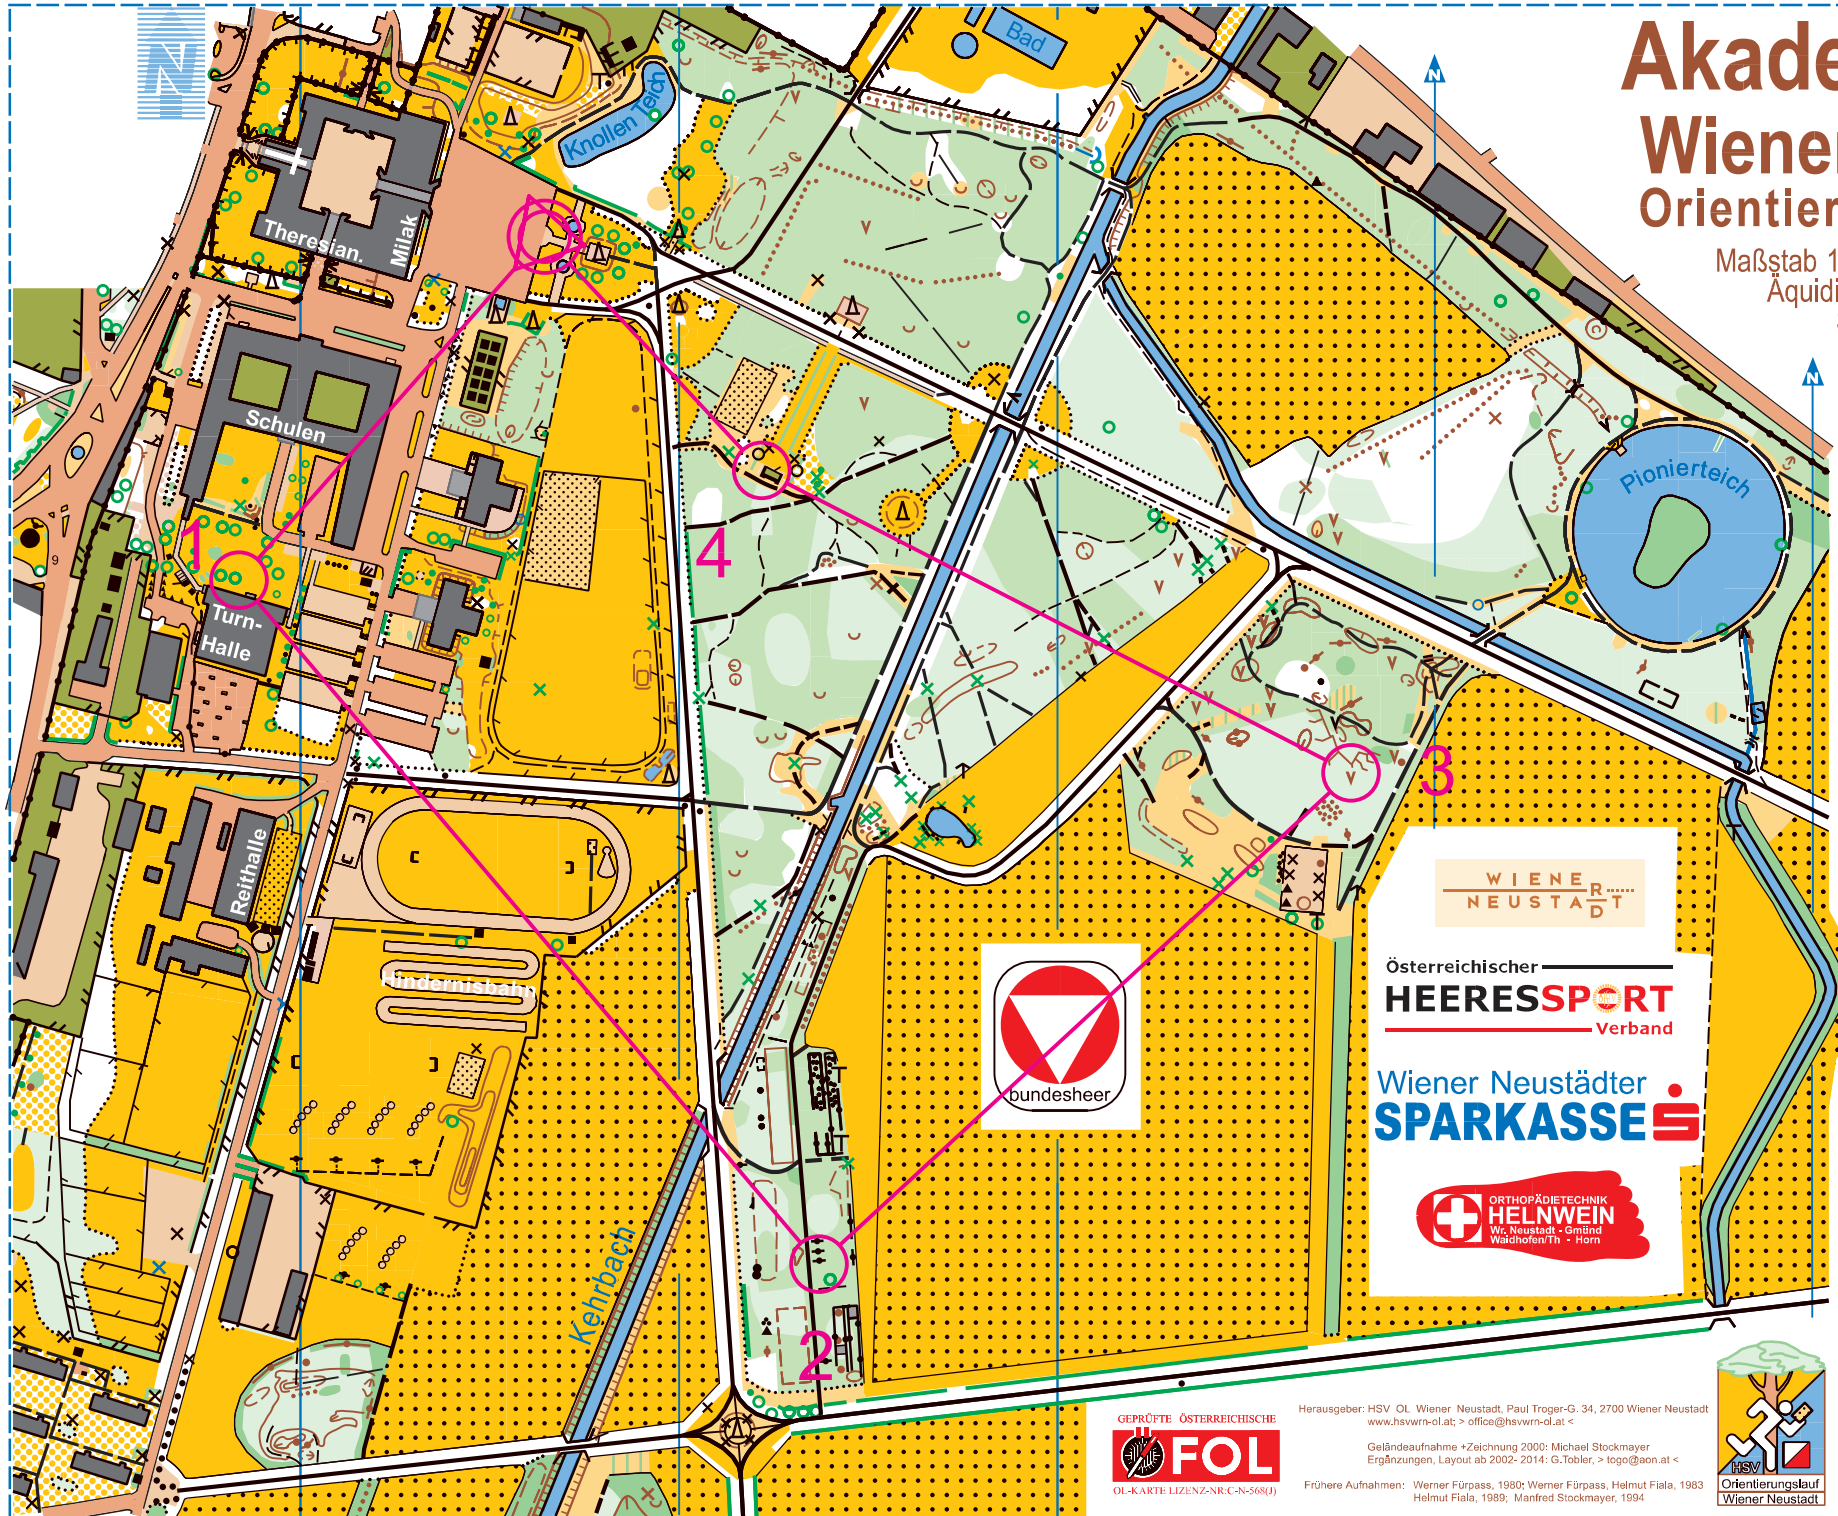 N
Akade
Wiener
Orientier
Maßstab 1
Äquidi
N
N
Bad
Knollen Teich
Theresian.
Milak
Schulen
Turn-
Halle
Pionierteich
1
4
3
2
9
S
Reithalle
Hindernisbahn
Kehrbach
bundesheer
WIENER
NEUSTADT
Österreichischer
HEERESSPORT
Verband
Wiener Neustädter
SPARKASSE
ORTHOPÄDIETECHNIK
HELNWEIN
Wr. Neustadt - Gmünd
Waidhofen/Th - Horn
GEPRÜFTE ÖSTERREICHISCHE
FOL
OL-KARTE LIZENZ-NR:C-N-568(J)
Herausgeber: HSV OL Wiener Neustadt, Paul Troger-G. 34, 2700 Wiener Neustadt
www.hsvwrn-ol.at; > office@hsvwrn-ol.at <
Geländeaufnahme +Zeichnung 2000: Michael Stockmayer
Ergänzungen, Layout ab 2002- 2014: G.Tobler, > togo@aon.at <
Frühere Aufnahmen: Werner Fürpass, 1980; Werner Fürpass, Helmut Fiala, 1983
Helmut Fiala, 1989; Manfred Stockmayer, 1994
HSV
Orientierungslauf
Wiener Neustadt